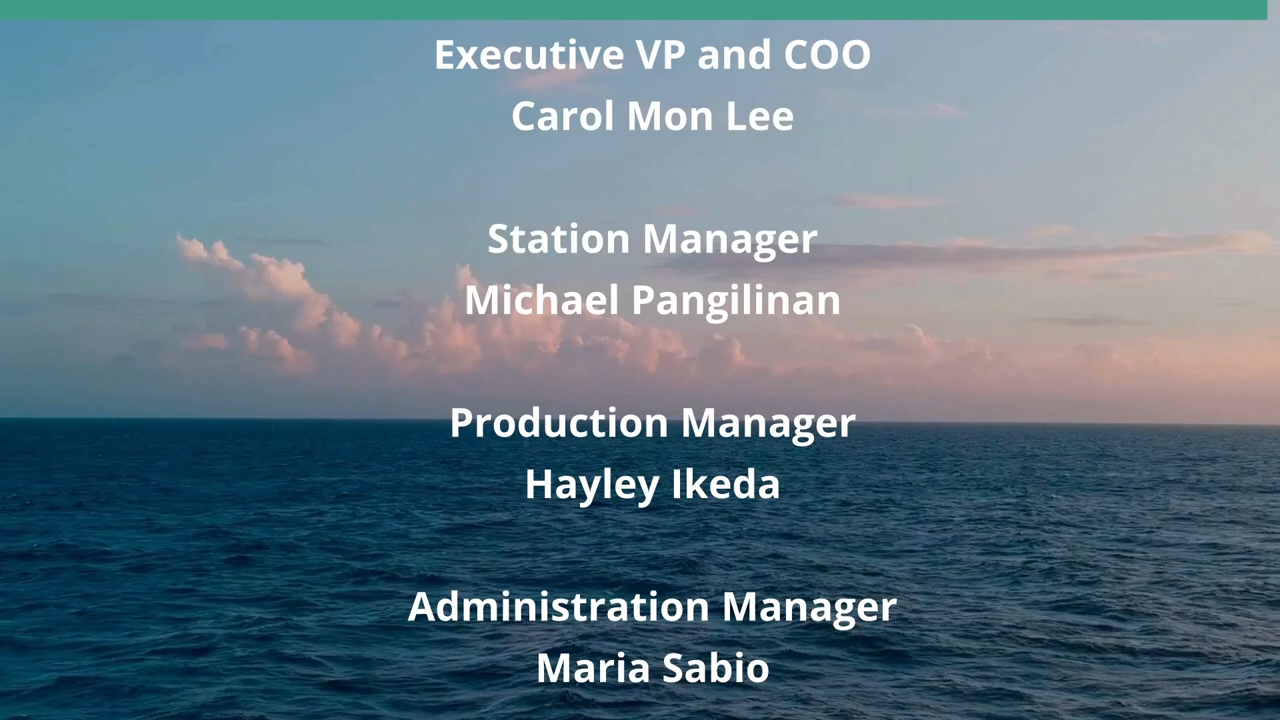 Executive VP and COO
Carol Mon Lee
Station Manager
Michael Pangilinan
Production Manager
Hayley Ikeda
Administration Manager
Maria Sabio